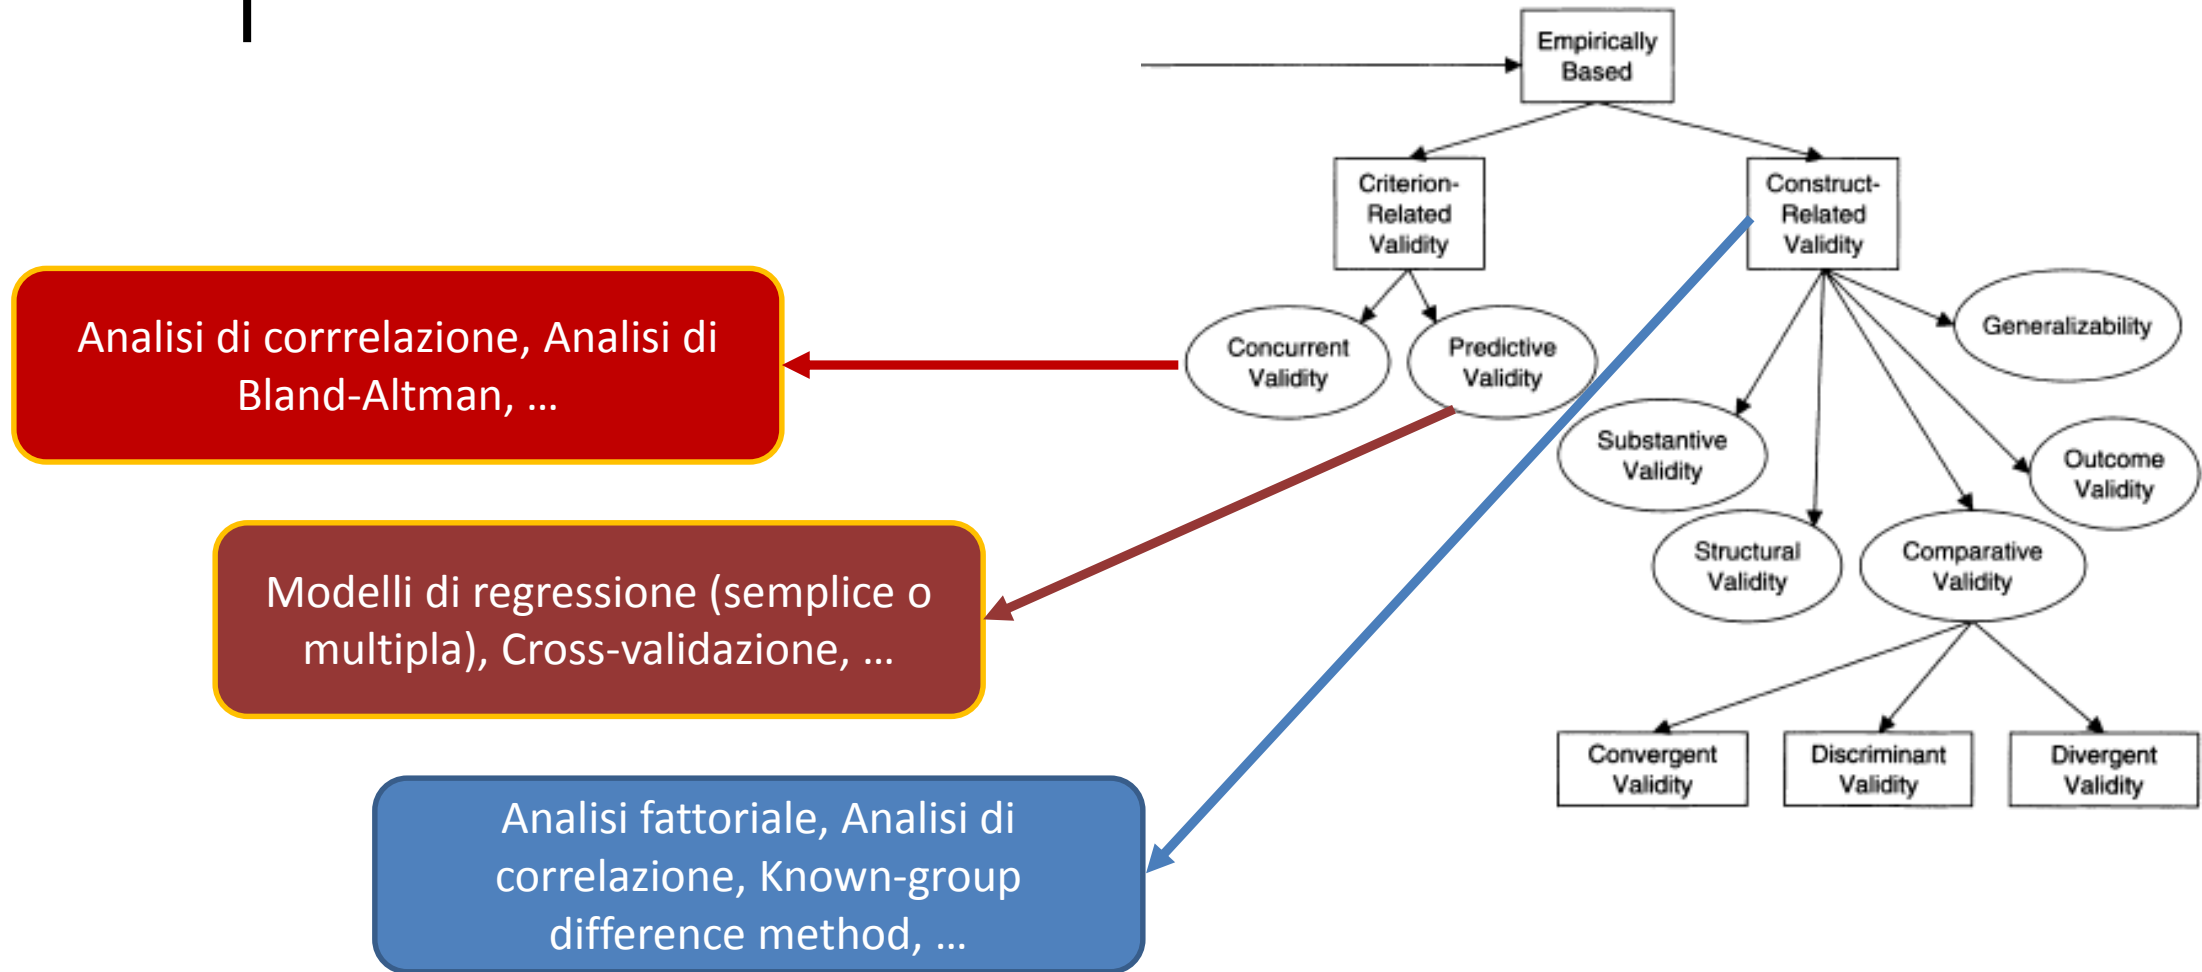 Empirically
Based
Criterion-
Related
Validity
Construct-
Related
Validity
Concurrent
Validity
Predictive
Validity
Generalizability
Substantive
Validity
Outcome
Validity
Structural
Validity
Comparative
Validity
Convergent
Validity
Discriminant
Validity
Divergent
Validity
Analisi di corrrelazione, Analisi di
Bland-Altman, …
Modelli di regressione (semplice o
multipla), Cross-validazione, …
Analisi fattoriale, Analisi di
correlazione, Known-group
difference method, …